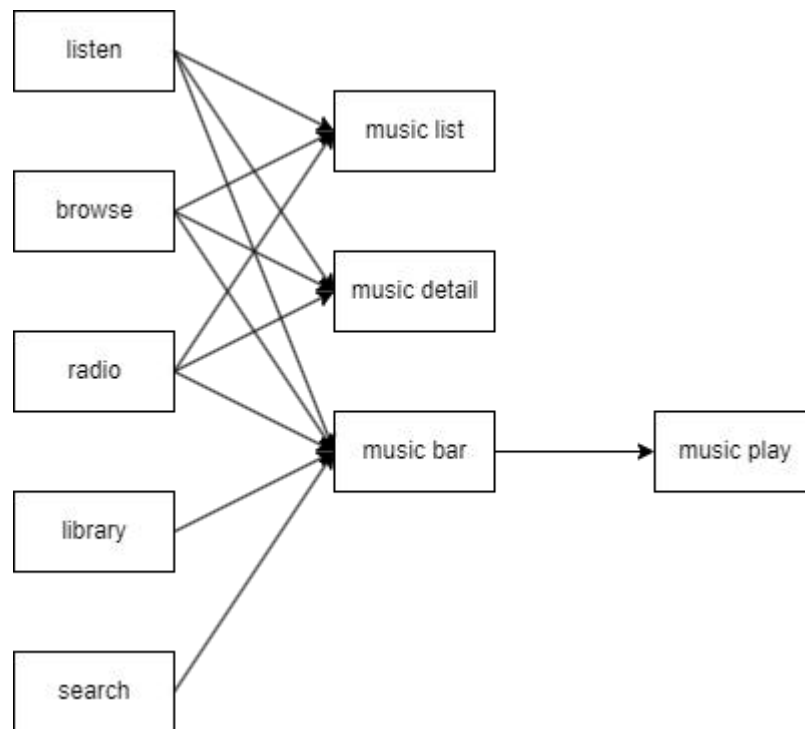 listen
music list
browse
music detail
radio
music bar
music play
library
search